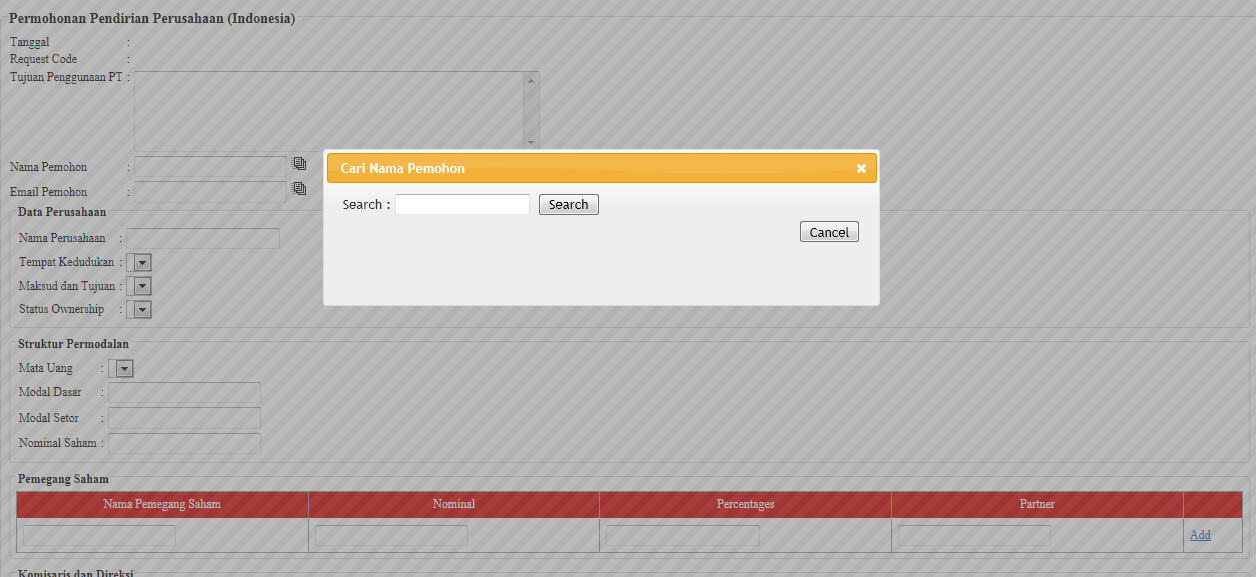 Permohonan Pendirian Perusahaan (Indonesia)
Tanggal :
Request Code :
Tujuan Penggunaan PT :
Nama Pemohon :
Email Pemohon :
Cari Nama Pemohon
Search : Search
Cancel
Data Perusahaan
Nama Perusahaan :
Tempat Kedudukan :
Maksud dan Tujuan :
Status Ownership :
Struktur Permodalan
Mata Uang :
Modal Dasar :
Modal Setor :
Nominal Saham :
Pemegang Saham
Nama Pemegang Saham Nominal Percentages Partner
Add
Komisaris dan Direksi